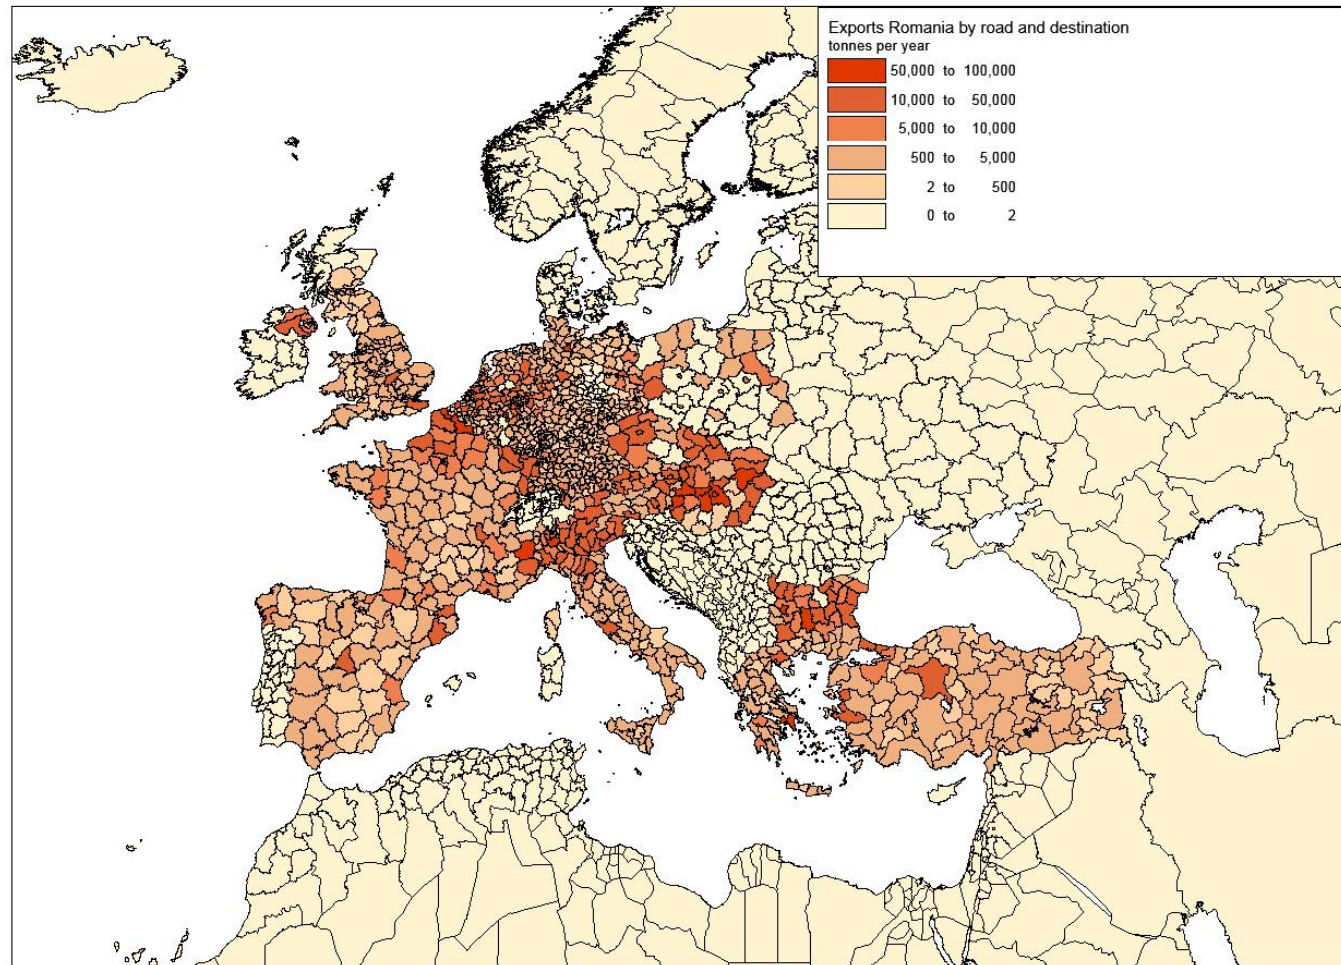 Exports Romania by road and destination
tonnes per year
50,000 to 100,000
10,000 to 50,000
5,000 to 10,000
500 to 5,000
2 to 500
0 to 2